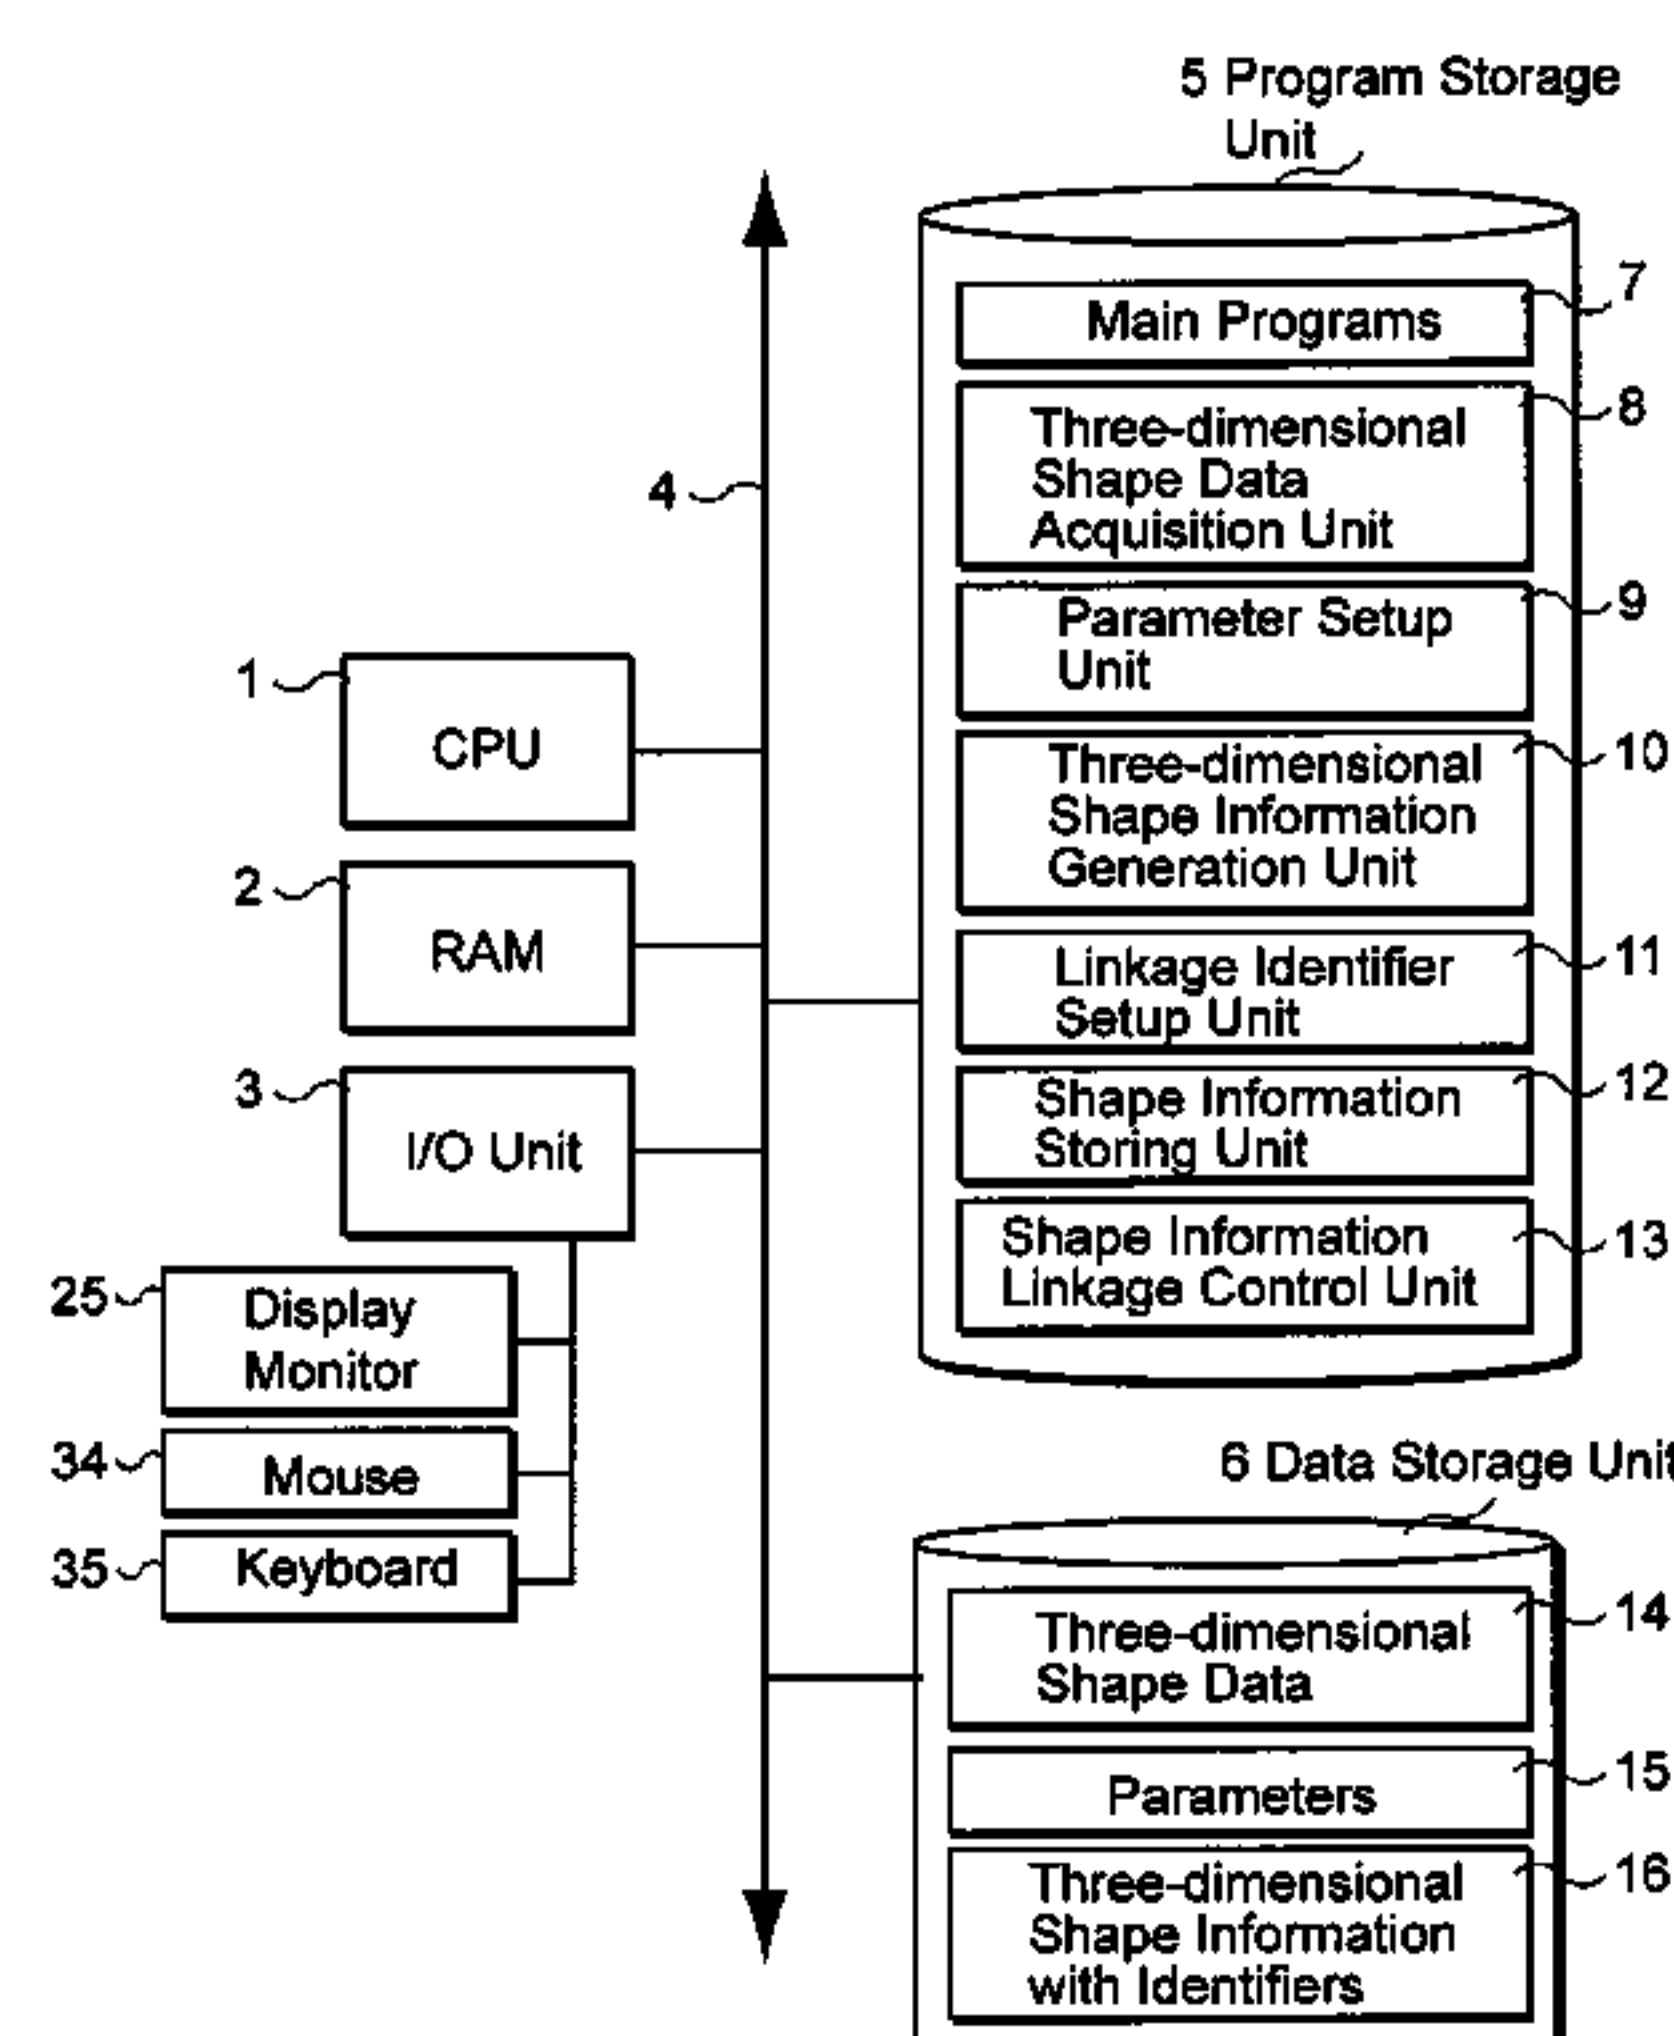 5 Program Storage
Unit
7
Main Programs
8
Three-dimensional
Shape Data
Acquisition Unit
4
9
Parameter Setup
Unit
1
CPU
10
Three-dimensional
Shape Information
Generation Unit
2
RAM
11
Linkage Identifier
Setup Unit
3
I/O Unit
12
Shape Information
Storing Unit
13
Shape Information
Linkage Control Unit
25
Display
Monitor
34
Mouse
35
Keyboard
6 Data Storage Unit
14
Three-dimensional
Shape Data
15
Parameters
16
Three-dimensional
Shape Information
with Identifiers